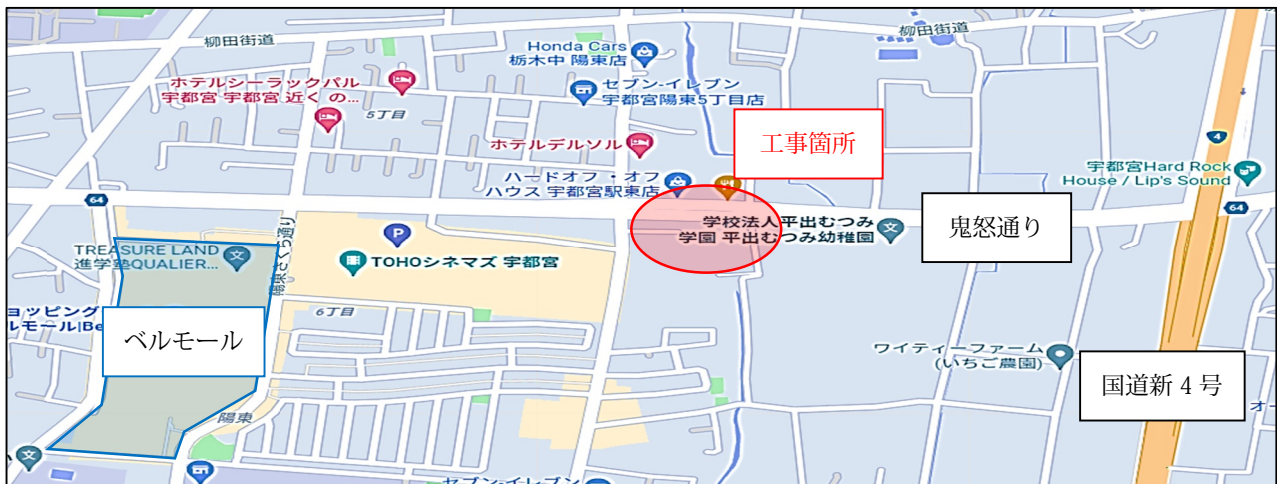 柳田街道
柳田街道
Honda Cars
栃木中 陽東店
ホテルシーラックパル
宇都宮 宇都宮 近く の...
セブン-イレブン
宇都宮陽東5丁目店
5丁目
工事箇所
4
ホテルデルソル
ハードオフ・オフ
ハウス 宇都宮駅東店
宇都宮Hard Rock
House / Lip's Sound
64
64
学校法人平出むつみ
学園 平出むつみ幼稚園
鬼怒通り
TREASURE LAND
進学塾QUALIER...
P
TOHOシネマズ 宇都宮
ョッピング
ルモール|Be
6丁目
ベルモール
ワイティーファーム
(いちご農園)
国道新 4 号
オー
陽東
文
セブン-イレブン